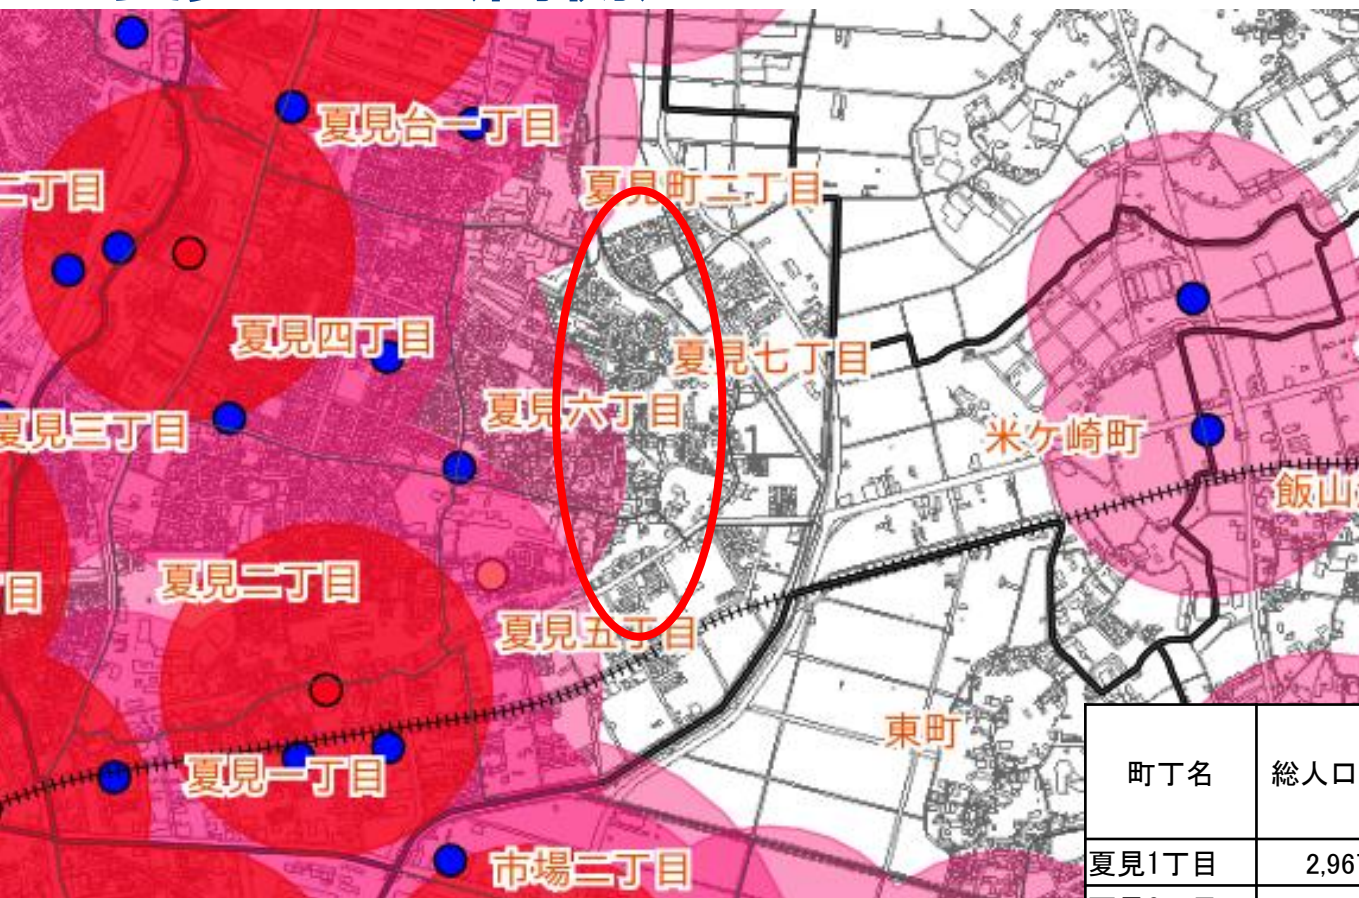 夏見台一丁目
二丁目
夏見町二丁目
夏見四丁目
夏見七丁目
夏見六丁目
夏見三丁目
米ケ崎町
飯山
夏見二丁目
丁目
夏見五丁目
東町
夏見一丁目
市場二丁目
町丁名 総人口
夏見1丁目 2,96